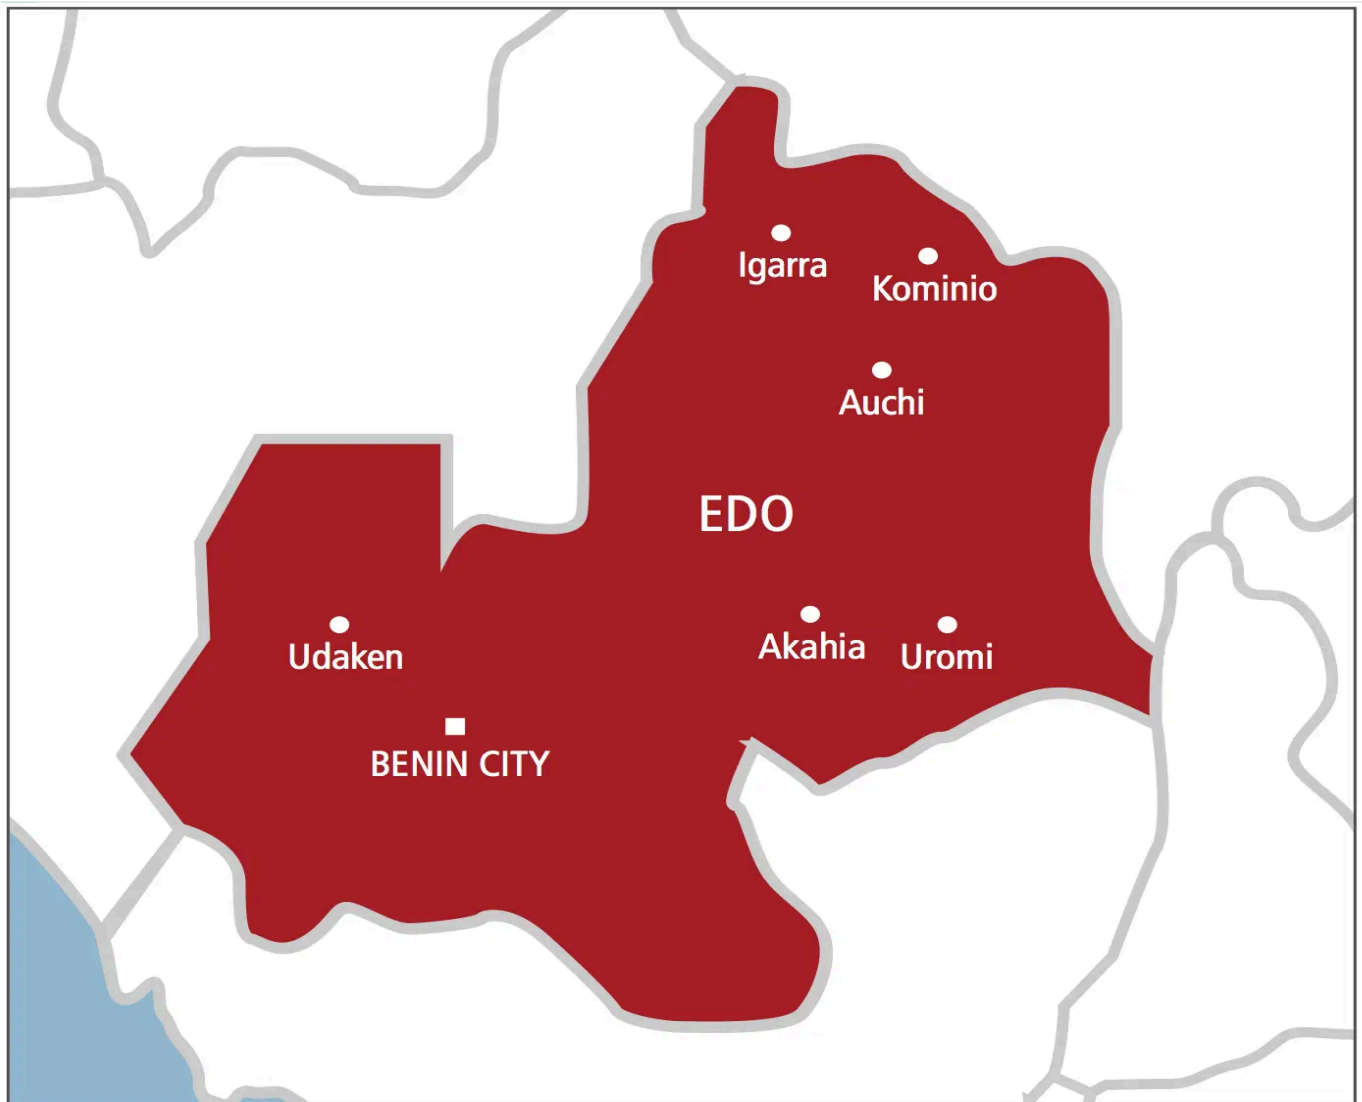 Igarra
Kominio
Auchi
EDO
Akahia
Uromi
Udaken
BENIN CITY